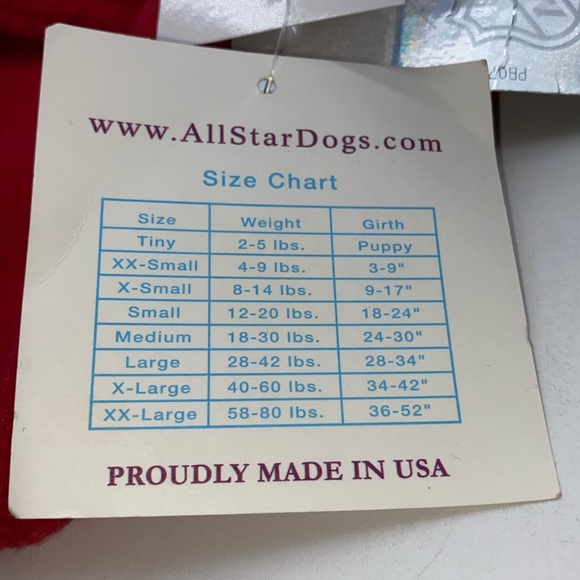 PB07
www.AllStarDogs.com
Size Chart
Size Weight Girth
Tiny 2-5 lbs. Puppy
XX-Small 4-9 lbs. 3-9"
X-Small 8-14 lbs. 9-17"
Small 12-20 lbs. 18-24"
Medium 18-30 lbs. 24-30"
Large 28-42 lbs. 28-34"
X-Large 40-60 lbs. 34-42"
XX-Large 58-80 lbs. 36-52"
PROUDLY MADE IN USA